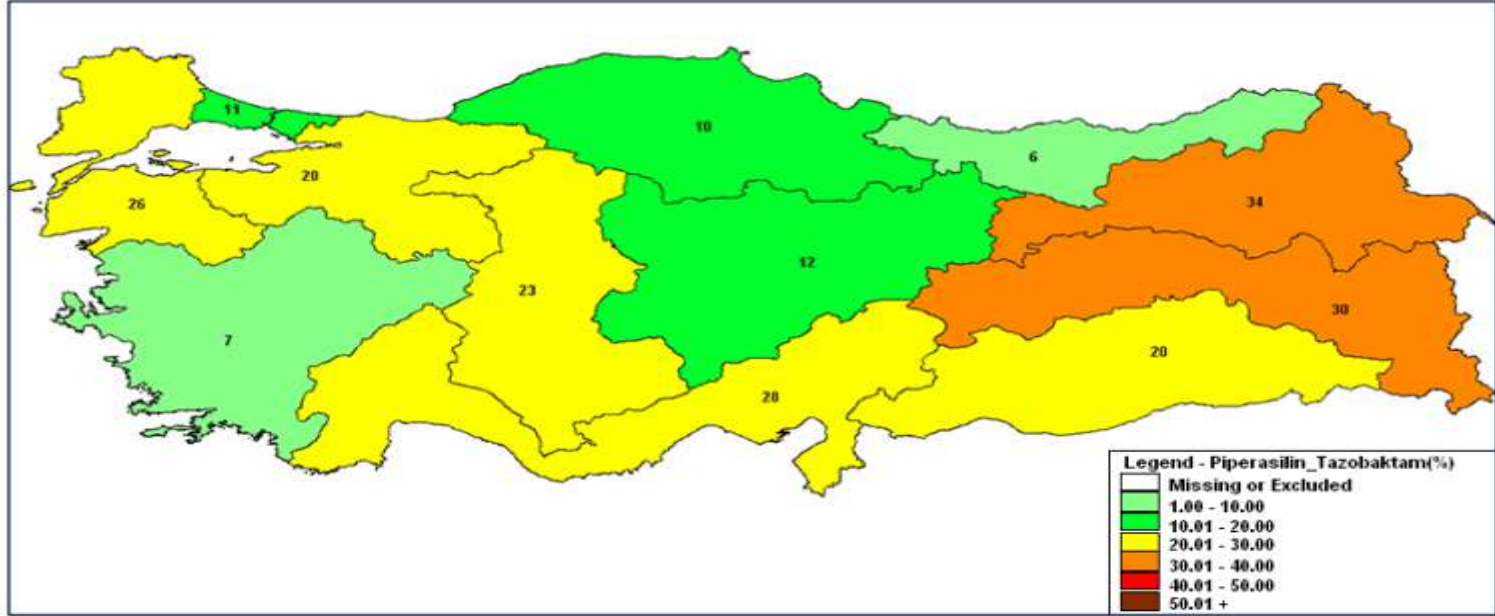 11
10
6
20
26
34
12
23
30
7
20
28
Legend - Piperasilin_Tazobaktam(%)
Missing or Excluded
1.00 - 10.00
10.01 - 20.00
20.01 - 30.00
30.01 - 40.00
40.01 - 50.00
50.01 +